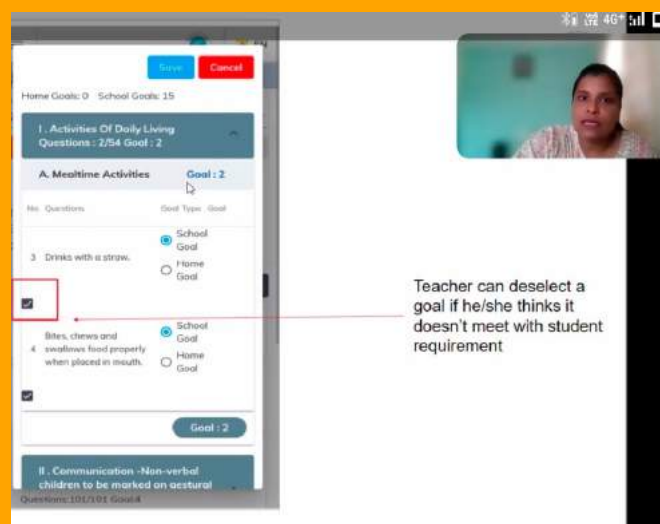 4G+
EN
Save Cancel
Home Goals: 0 School Goals: 15
I . Activities Of Daily Living
Questions : 2/54 Goal : 2
A. Mealtime Activities Goal : 2
No. Questions Goal Type Goal
3 Drinks with a straw.
School Goal
Home Goal
4 Bites, chews and swallows food properly when placed in mouth.
School Goal
Home Goal
Goal : 2
II . Communication -Non-verbal
children to be marked on gestural
Questions:101/101 Goal:4
Teacher can deselect a
goal if he/she thinks it
doesn't meet with student
requirement